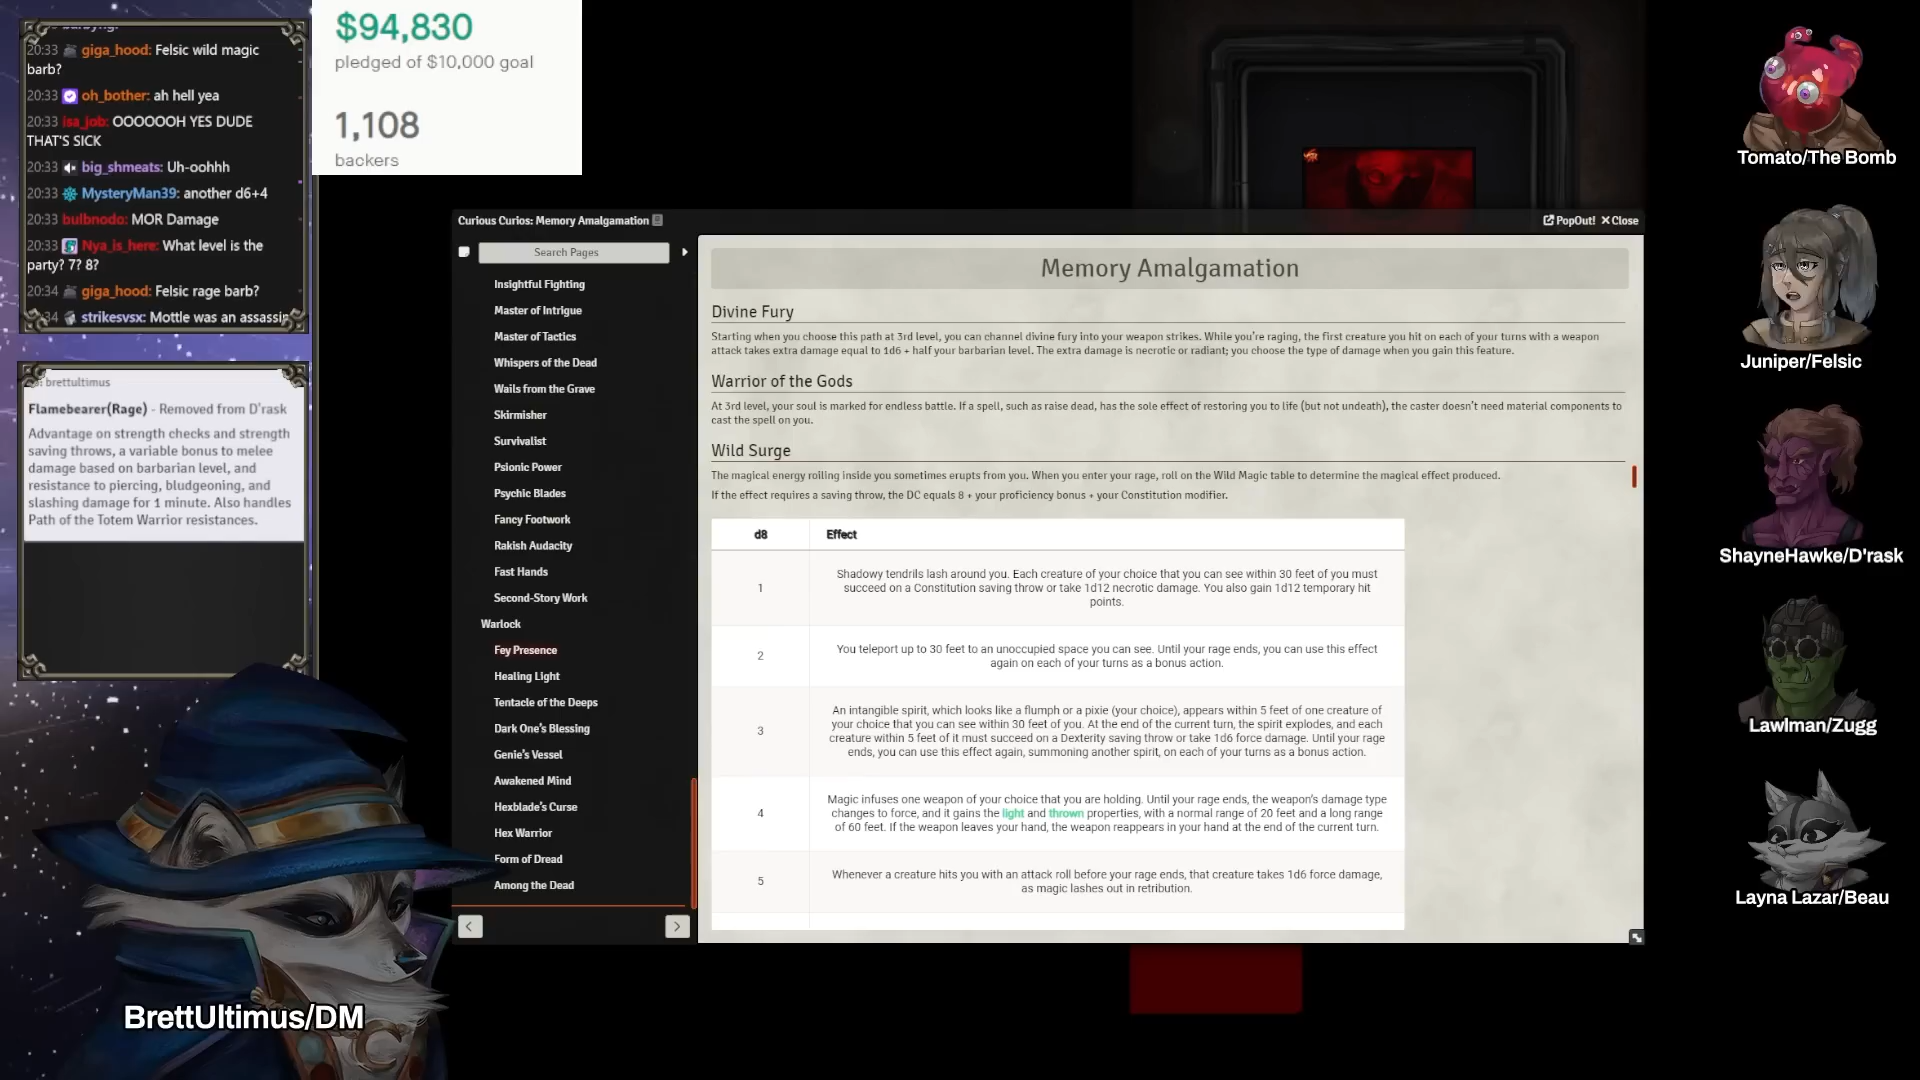 20:33 giga_hood: Felsic wild magic
barb?
20:33 oh_bother: ah hell yea
20:33 isa_job: OOOOOOH YES DUDE
THAT'S SICK
20:33 big_shmeats: Uh-oohhh
20:33 MysteryMan39: another d6+4
20:33 bulbnodo: MOR Damage
20:33 Nya_is_here: What level is the
party? 7? 8?
20:34 giga_hood: Felsic rage barb?
strikesvsx: Mottle was an assassin
$94,830
pledged of $10,000 goal
1,108
backers
brettultimus
Flamebearer(Rage) - Removed from D'rask
Advantage on strength checks and strength
saving throws, a variable bonus to melee
damage based on barbarian level, and
resistance to piercing, bludgeoning, and
slashing damage for 1 minute. Also handles
Path of the Totem Warrior resistances.
BrettUltimus/DM
Curious Curios: Memory Amalgamation
PopOut! Close
Search Pages
Insightful Fighting
Master of Intrigue
Master of Tactics
Whispers of the Dead
Wails from the Grave
Skirmisher
Survivalist
Psionic Power
Psychic Blades
Fancy Footwork
Rakish Audacity
Fast Hands
Second-Story Work
Warlock
Fey Presence
Healing Light
Tentacle of the Deeps
Dark One's Blessing
Genie's Vessel
Awakened Mind
Hexblade's Curse
Hex Warrior
Form of Dread
Among the Dead
Memory Amalgamation
Divine Fury
Starting when you choose this path at 3rd level, you can channel divine fury into your weapon strikes. While you're raging, the first creature you hit on each of your turns with a weapon
attack takes extra damage equal to 1d6 + half your barbarian level. The extra damage is necrotic or radiant; you choose the type of damage when you gain this feature.
Warrior of the Gods
At 3rd level, your soul is marked for endless battle. If a spell, such as raise dead, has the sole effect of restoring you to life (but not undeath), the caster doesn't need material components to
cast the spell on you.
Wild Surge
The magical energy roiling inside you sometimes erupts from you. When you enter your rage, roll on the Wild Magic table to determine the magical effect produced.
If the effect requires a saving throw, the DC equals 8 + your proficiency bonus + your Constitution modifier.
d8 Effect
1 Shadowy tendrils lash around you. Each creature of your choice that you can see within 30 feet of you must
succeed on a Constitution saving throw or take 1d12 necrotic damage. You also gain 1d12 temporary hit
points.
2 You teleport up to 30 feet to an unoccupied space you can see. Until your rage ends, you can use this effect
again on each of your turns as a bonus action.
3 An intangible spirit, which looks like a flumph or a pixie (your choice), appears within 5 feet of one creature of
your choice that you can see within 30 feet of you. At the end of the current turn, the spirit explodes, and each
creature within 5 feet of it must succeed on a Dexterity saving throw or take 1d6 force damage. Until your rage
ends, you can use this effect again, summoning another spirit, on each of your turns as a bonus action.
4 Magic infuses one weapon of your choice that you are holding. Until your rage ends, the weapon's damage type
changes to force, and it gains the light and thrown properties, with a normal range of 20 feet and a long range
of 60 feet. If the weapon leaves your hand, the weapon reappears in your hand at the end of the current turn.
5 Whenever a creature hits you with an attack roll before your rage ends, that creature takes 1d6 force damage,
as magic lashes out in retribution.
Tomato/The Bomb
Juniper/Felsic
ShayneHawke/D'rask
Lawlman/Zugg
Layna Lazar/Beau